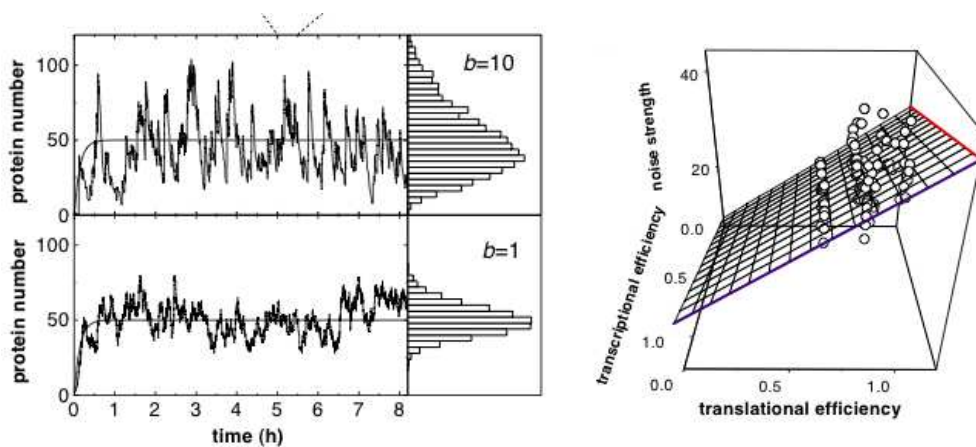 protein number
100
50
0
b=10
protein number
100
50
0
b=1
0 1 2 3 4 5 6 7 8
time (h)
noise strength
40
20
0.0
transcriptional efficiency
0.0
0.5
1.0
0.0 0.5 1.0
translational efficiency